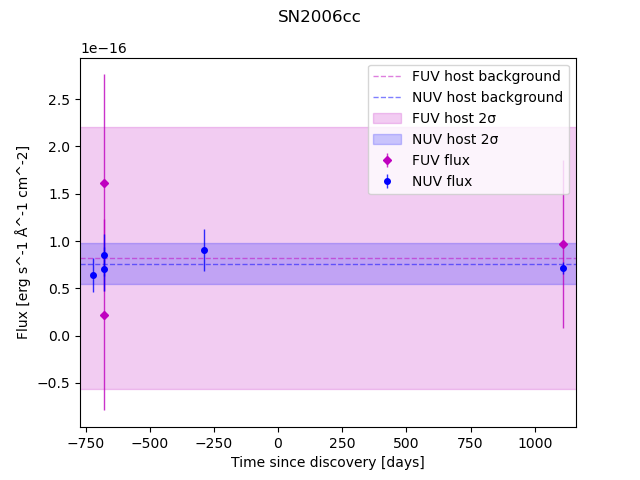 SN2006cc
1e−16
FUV host background
NUV host background
FUV host 2σ
NUV host 2σ
FUV flux
NUV flux
2.5
2.0
1.5
1.0
0.5
0.0
−0.5
Flux [erg s^-1 Å^-1 cm^-2]
−750 −500 −250 0 250 500 750 1000
Time since discovery [days]